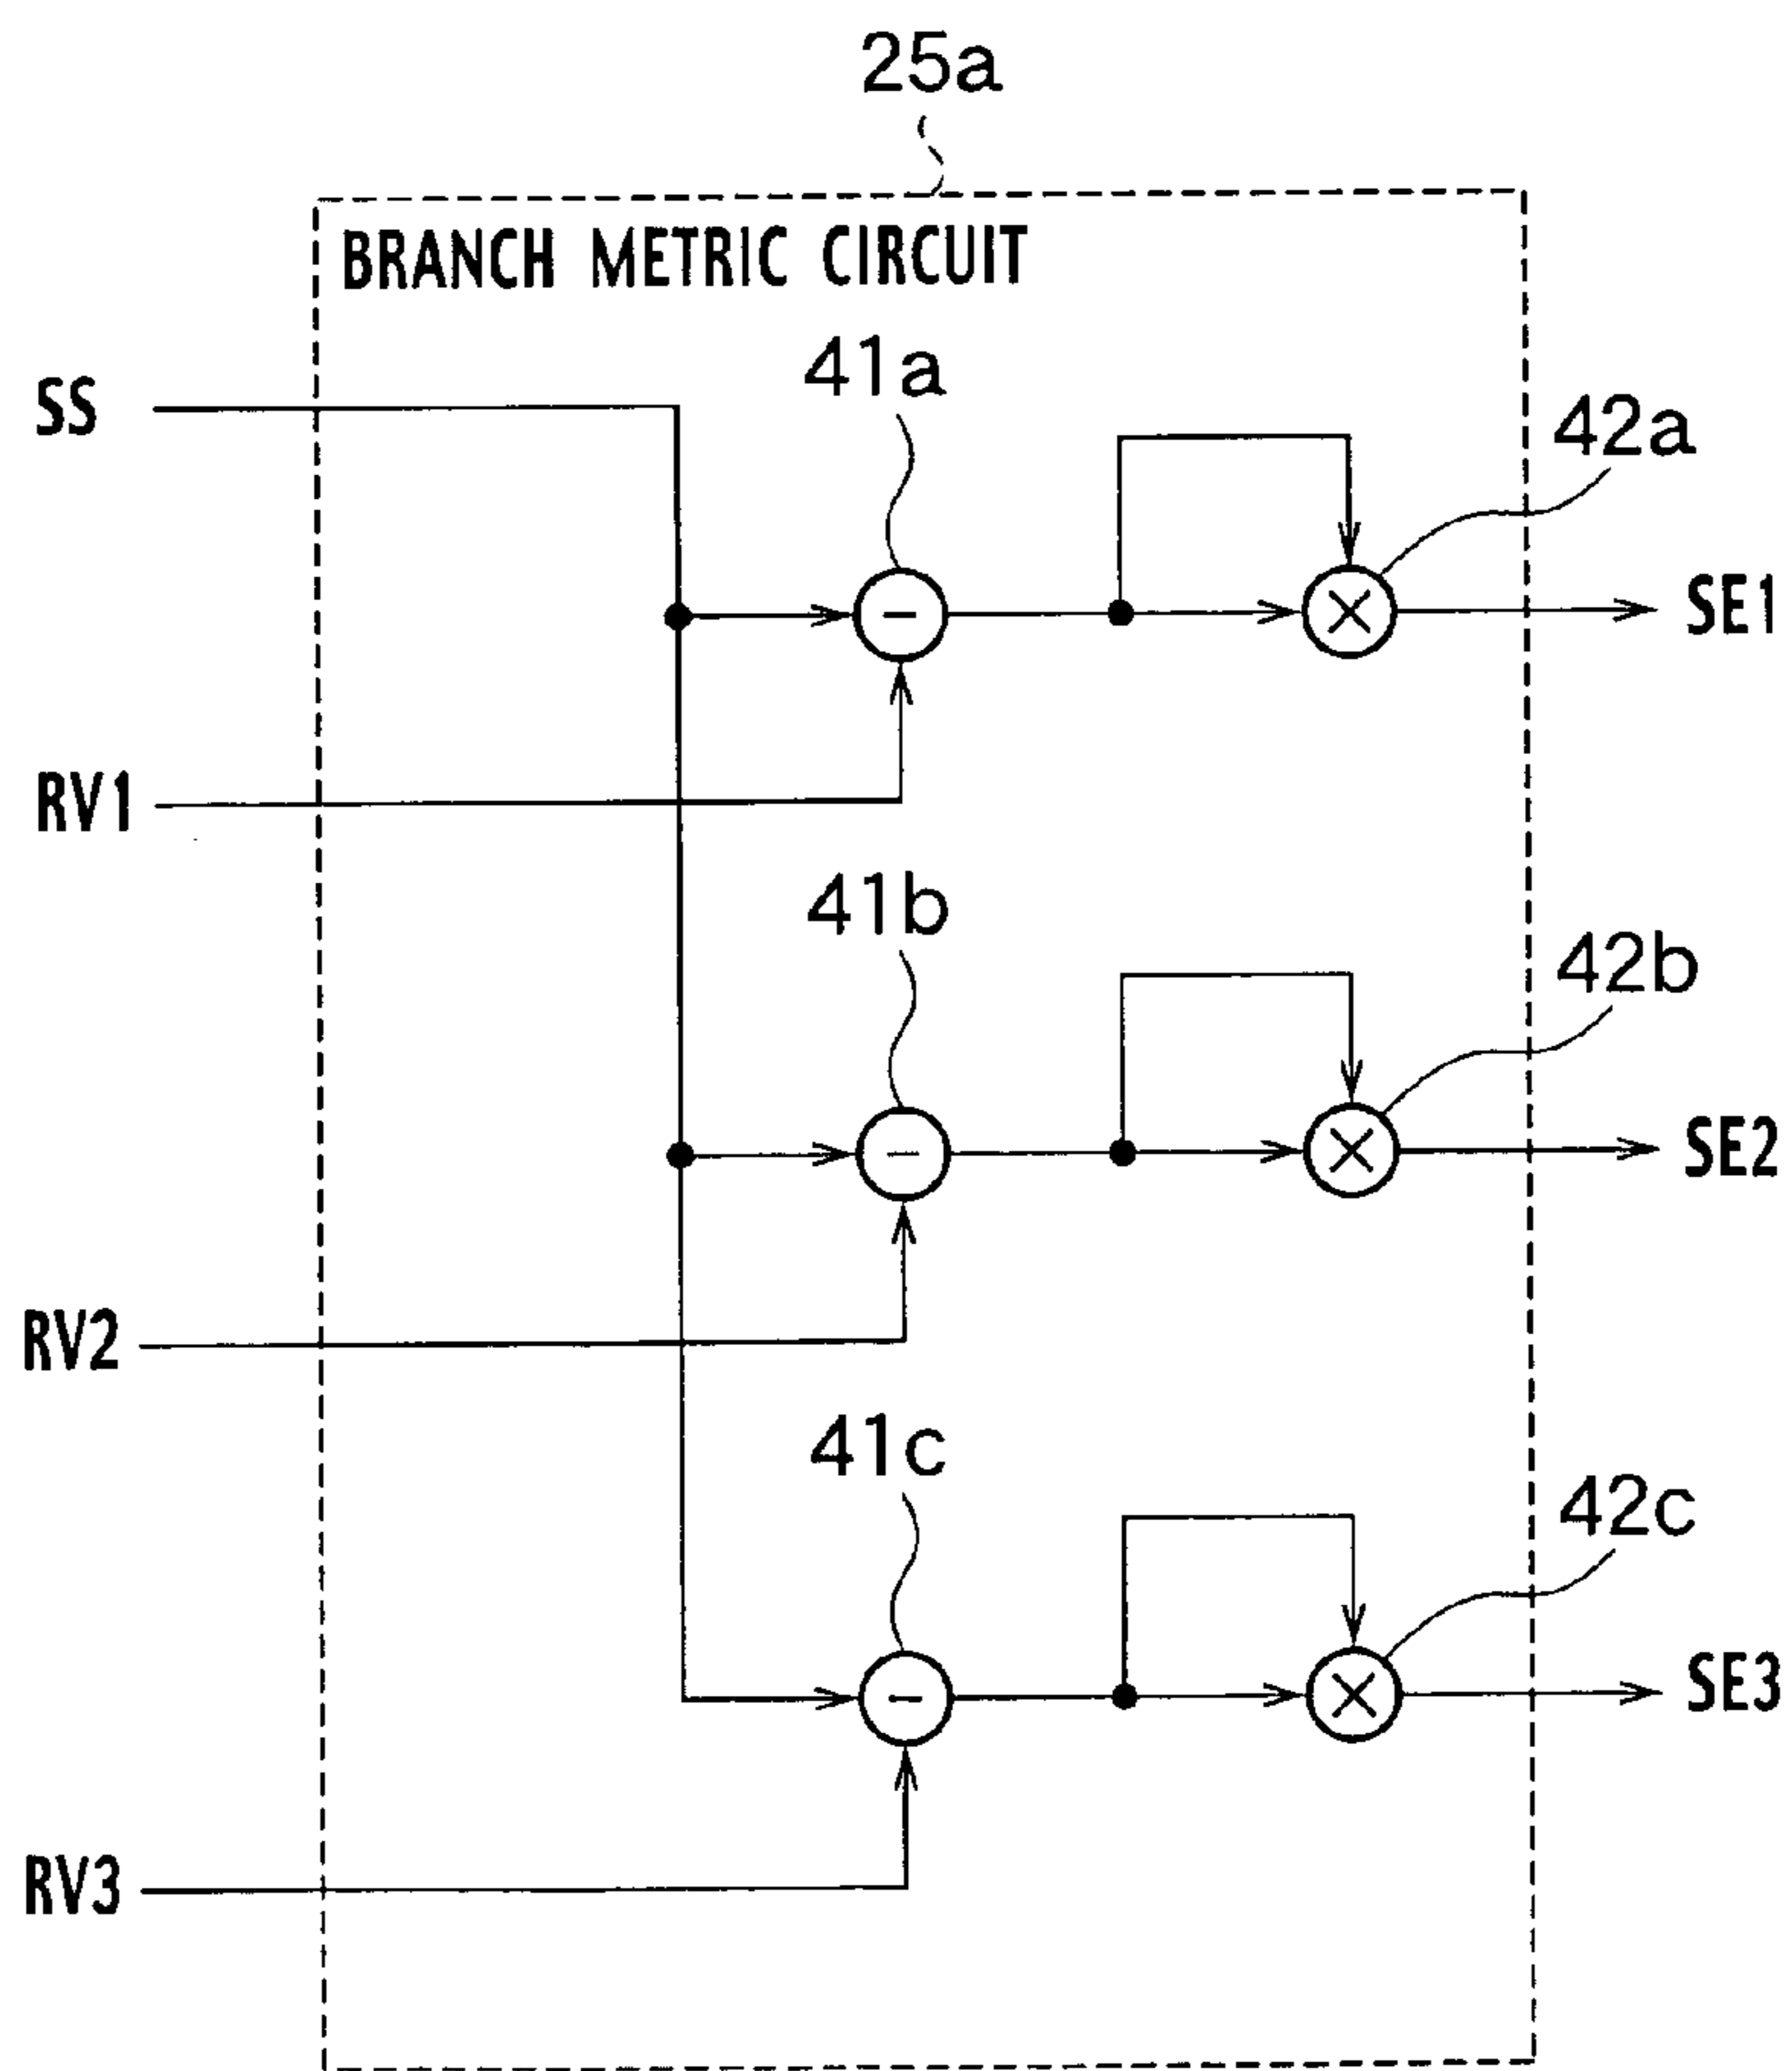 25a
BRANCH METRIC CIRCUIT
SS
41a
42a
SE1
RV1
41b
42b
SE2
RV2
41c
42c
SE3
RV3